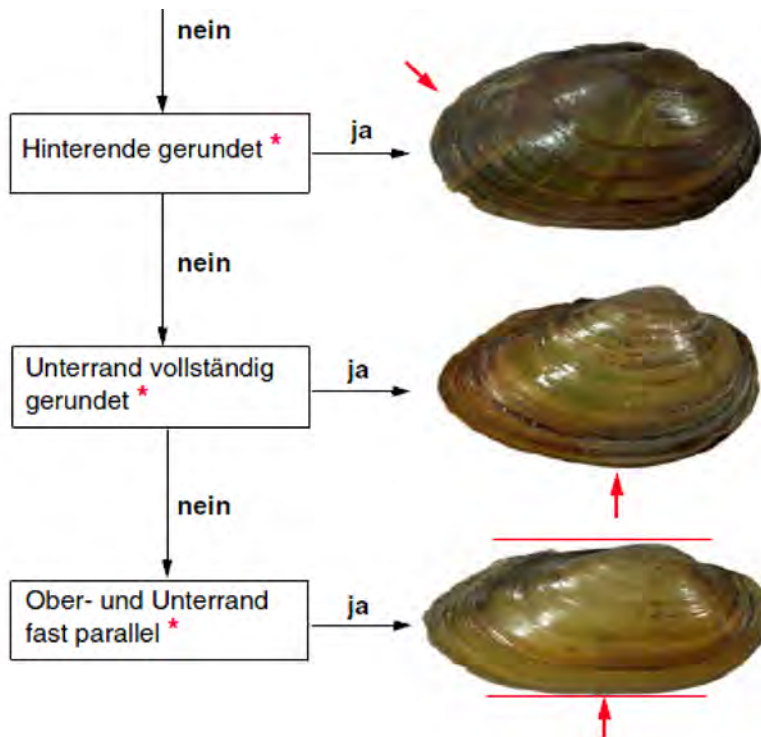 nein
Hinterende gerundet *
ja
nein
Unterrand vollständig
gerundet *
ja
nein
Ober- und Unterrand
fast parallel *
ja